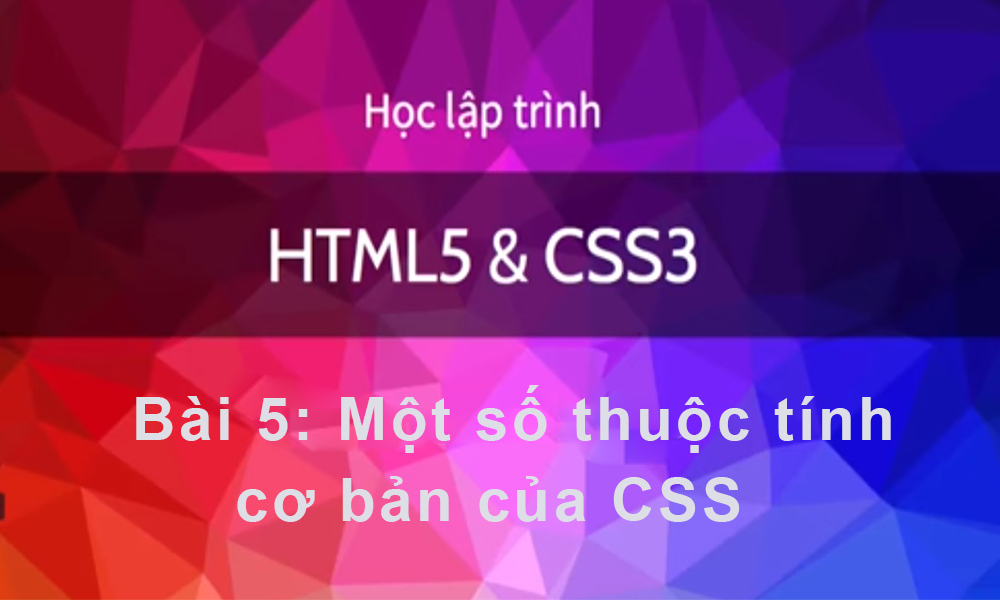 Học lập trình
HTML5 & CSS3
Bài 5: Một số thuộc tính
cơ bản của CSS